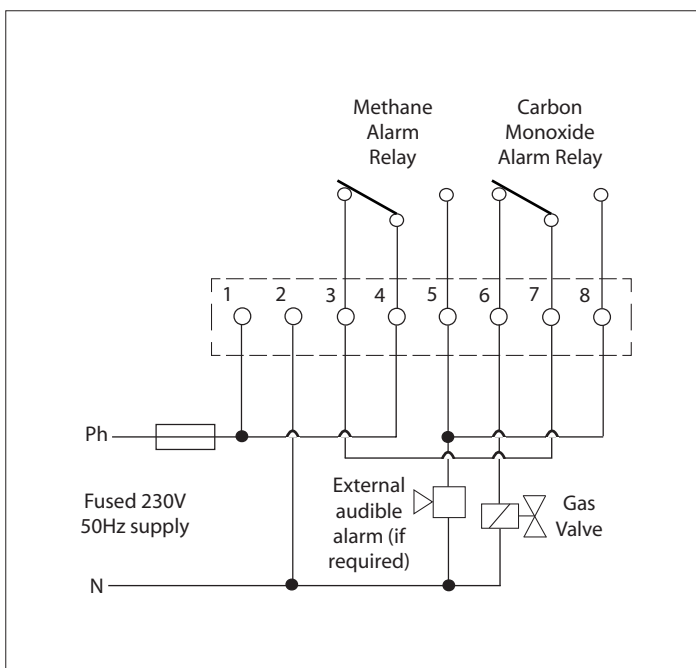 Methane
Alarm
Relay
Carbon
Monoxide
Alarm Relay
1 2 3 4 5 6 7 8
Ph
Fused 230V
50Hz supply
External
audible
alarm (if
required)
Gas
Valve
N